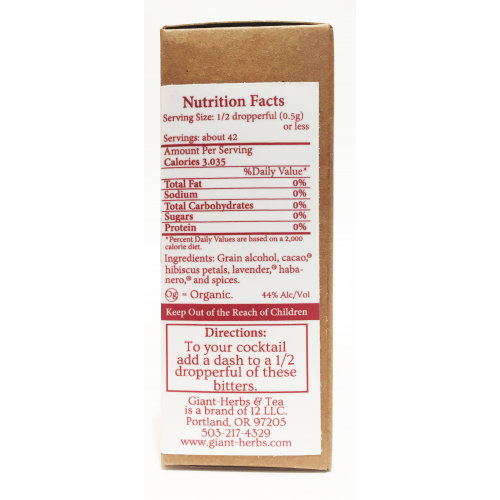 Nutrition Facts
Serving Size: 1/2 dropperful (0.5g)
or less
Servings: about 42
Amount Per Serving
Calories 3.035
%Daily Value*
Total Fat 0%
Sodium 0%
Total Carbohydrates 0%
Sugars 0%
Protein 0%
*Percent Daily Values are based on a 2,000
calorie diet.
Ingredients: Grain alcohol, cacao,
hibiscus petals, lavender, haba-
nero, and spices.
Og = Organic. 44% Alc/Vol
Keep Out of the Reach of Children
Directions:
To your cocktail
add a dash to a 1/2
dropperful of these
bitters.
Giant-Herbs & Tea
is a brand of 12 LLC.
Portland, OR 97205
503-217-4329
www.giant-herbs.com